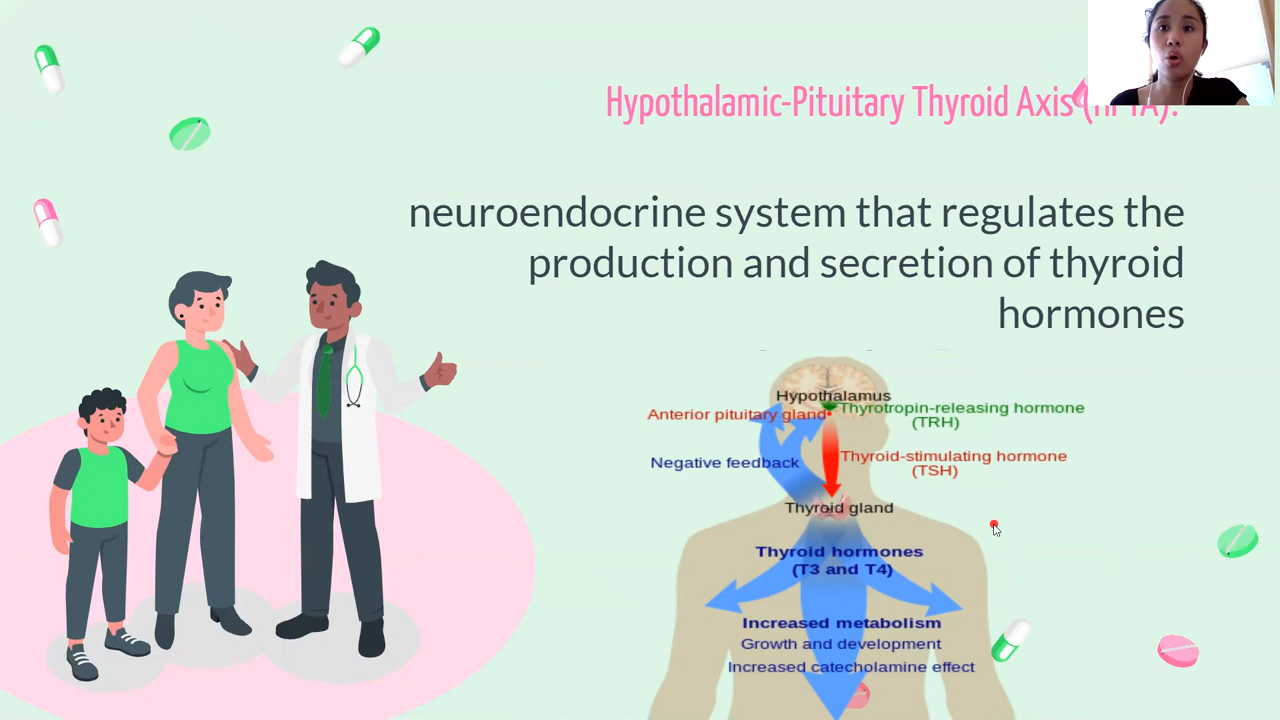 Hypothalamic-Pituitary Thyroid Axis
neuroendocrine system that regulates the
production and secretion of thyroid
hormones
Hypothalamus
Anterior pituitary gland
Thyrotropin-releasing hormone
(TRH)
Negative feedback
Thyroid-stimulating hormone
(TSH)
Thyroid gland
Thyroid hormones
(T3 and T4)
Increased metabolism
Growth and development
Increased catecholamine effect